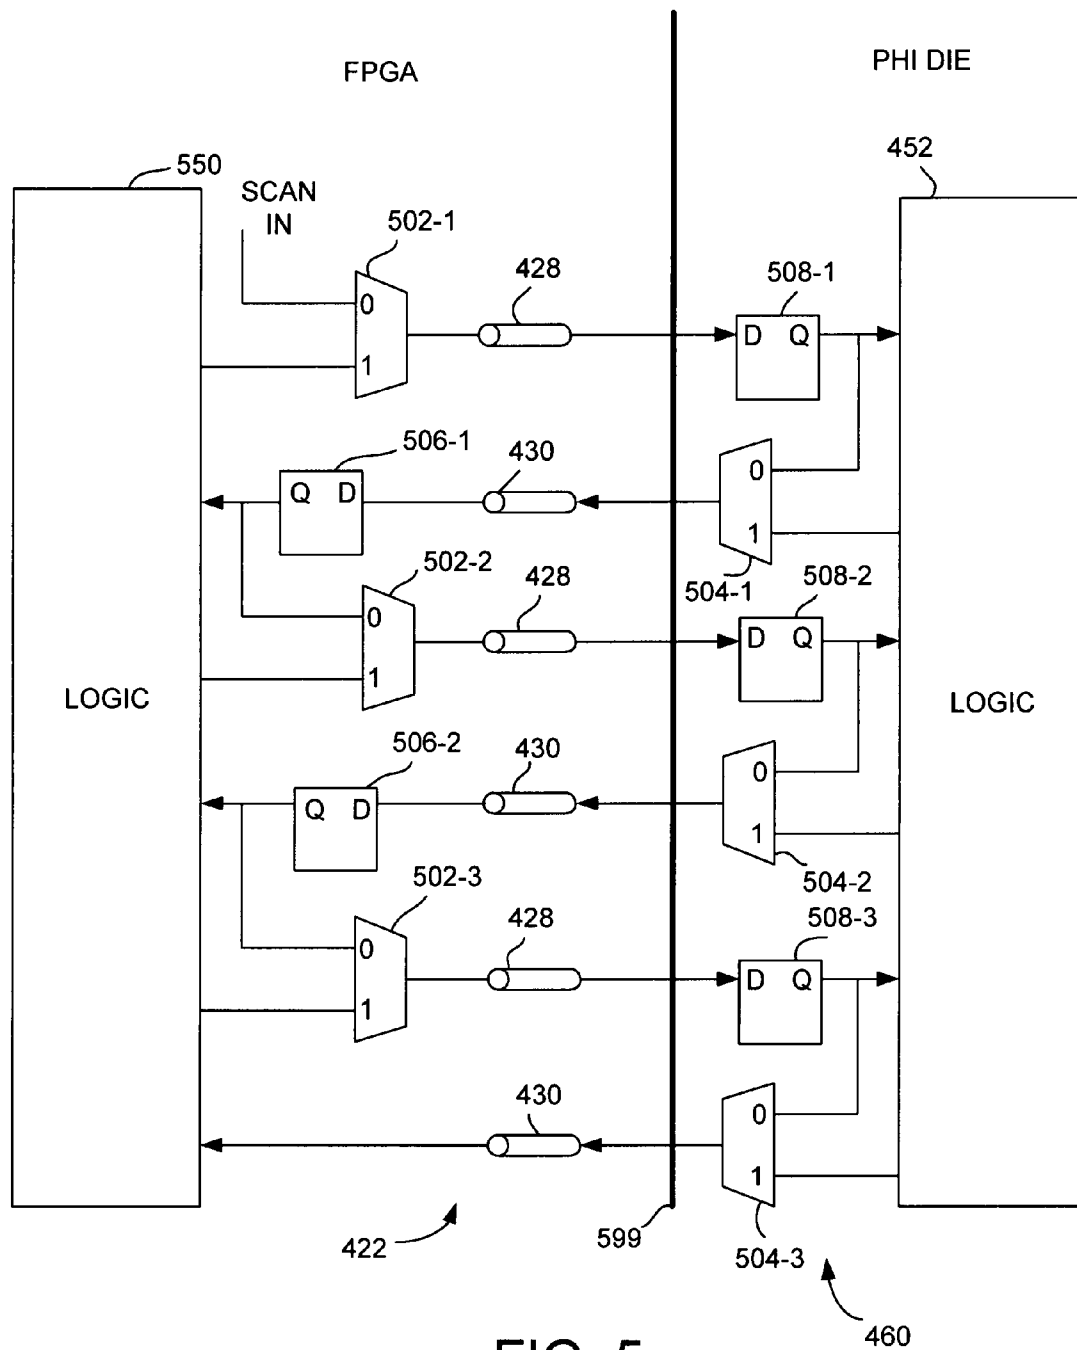 FPGA
PHI DIE
550
452
SCAN
IN
502-1
428
508-1
0
1
D Q
506-1
430
Q D
0
1
504-1
502-2
428
508-2
0
1
D Q
LOGIC
LOGIC
506-2
430
Q D
0
1
504-2
502-3
428
508-3
0
1
D Q
430
0
1
422
599
504-3
460
FIG. 5